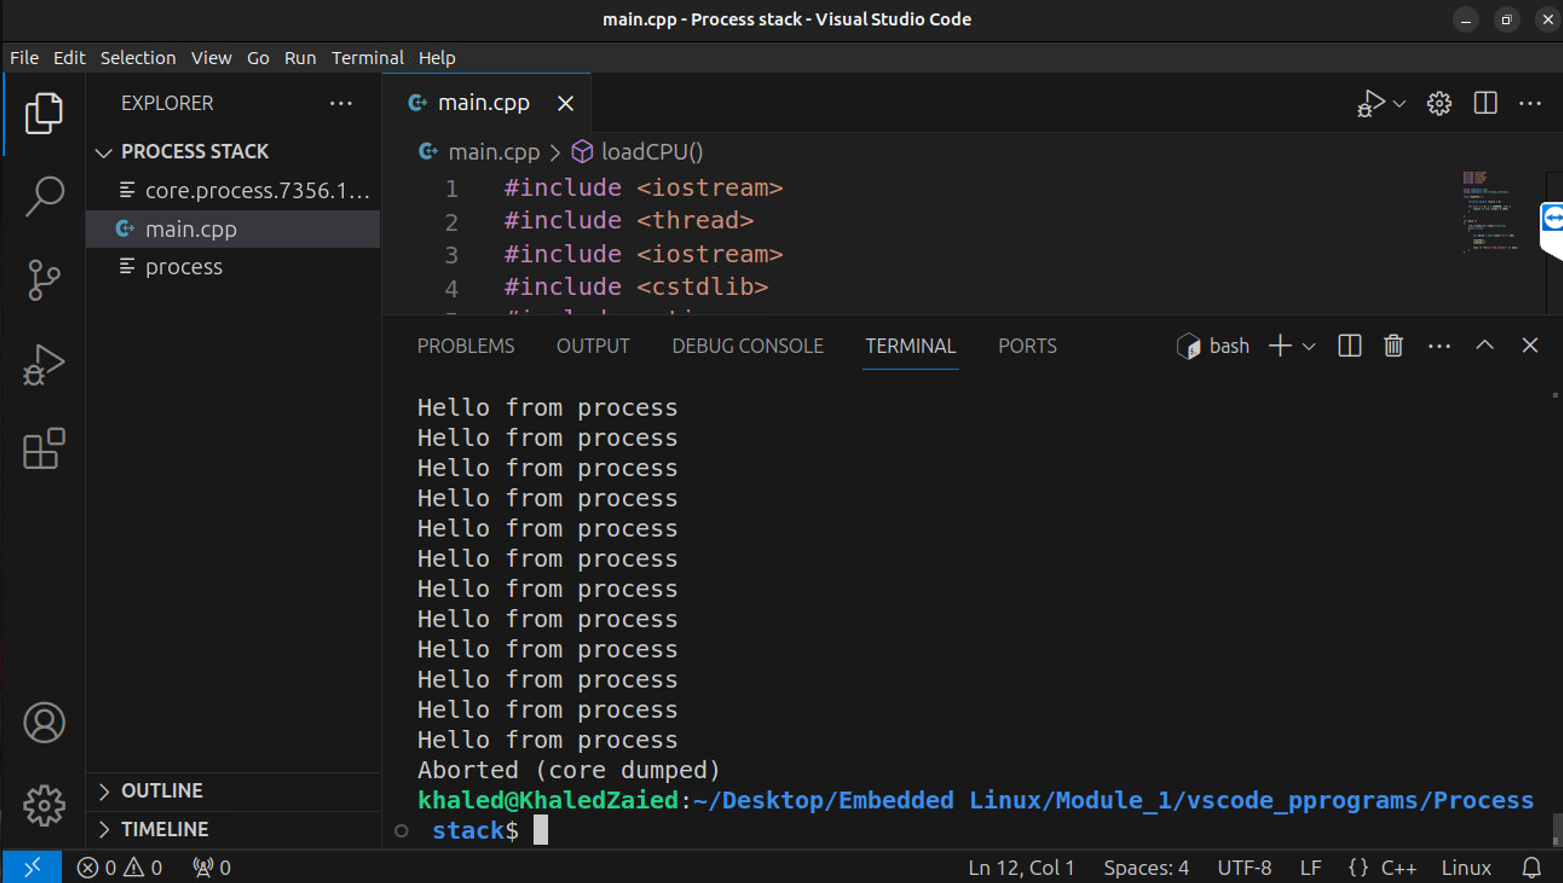 main.cpp - Process stack - Visual Studio Code
File Edit Selection View Go Run Terminal Help
EXPLORER
PROCESS STACK
core.process.7356.1...
main.cpp
process
OUTLINE
TIMELINE
main.cpp
main.cpp > loadCPU()
1 #include <iostream>
2 #include <thread>
3 #include <iostream>
4 #include <cstdlib>
PROBLEMS OUTPUT DEBUG CONSOLE TERMINAL PORTS
bash
Hello from process
Hello from process
Hello from process
Hello from process
Hello from process
Hello from process
Hello from process
Hello from process
Hello from process
Hello from process
Hello from process
Hello from process
Aborted (core dumped)
khaled@KhaledZaied:~/Desktop/Embedded Linux/Module_1/vscode_pprograms/Process
stack$
0 0 0 Ln 12, Col 1 Spaces: 4 UTF-8 LF {} C++ Linux